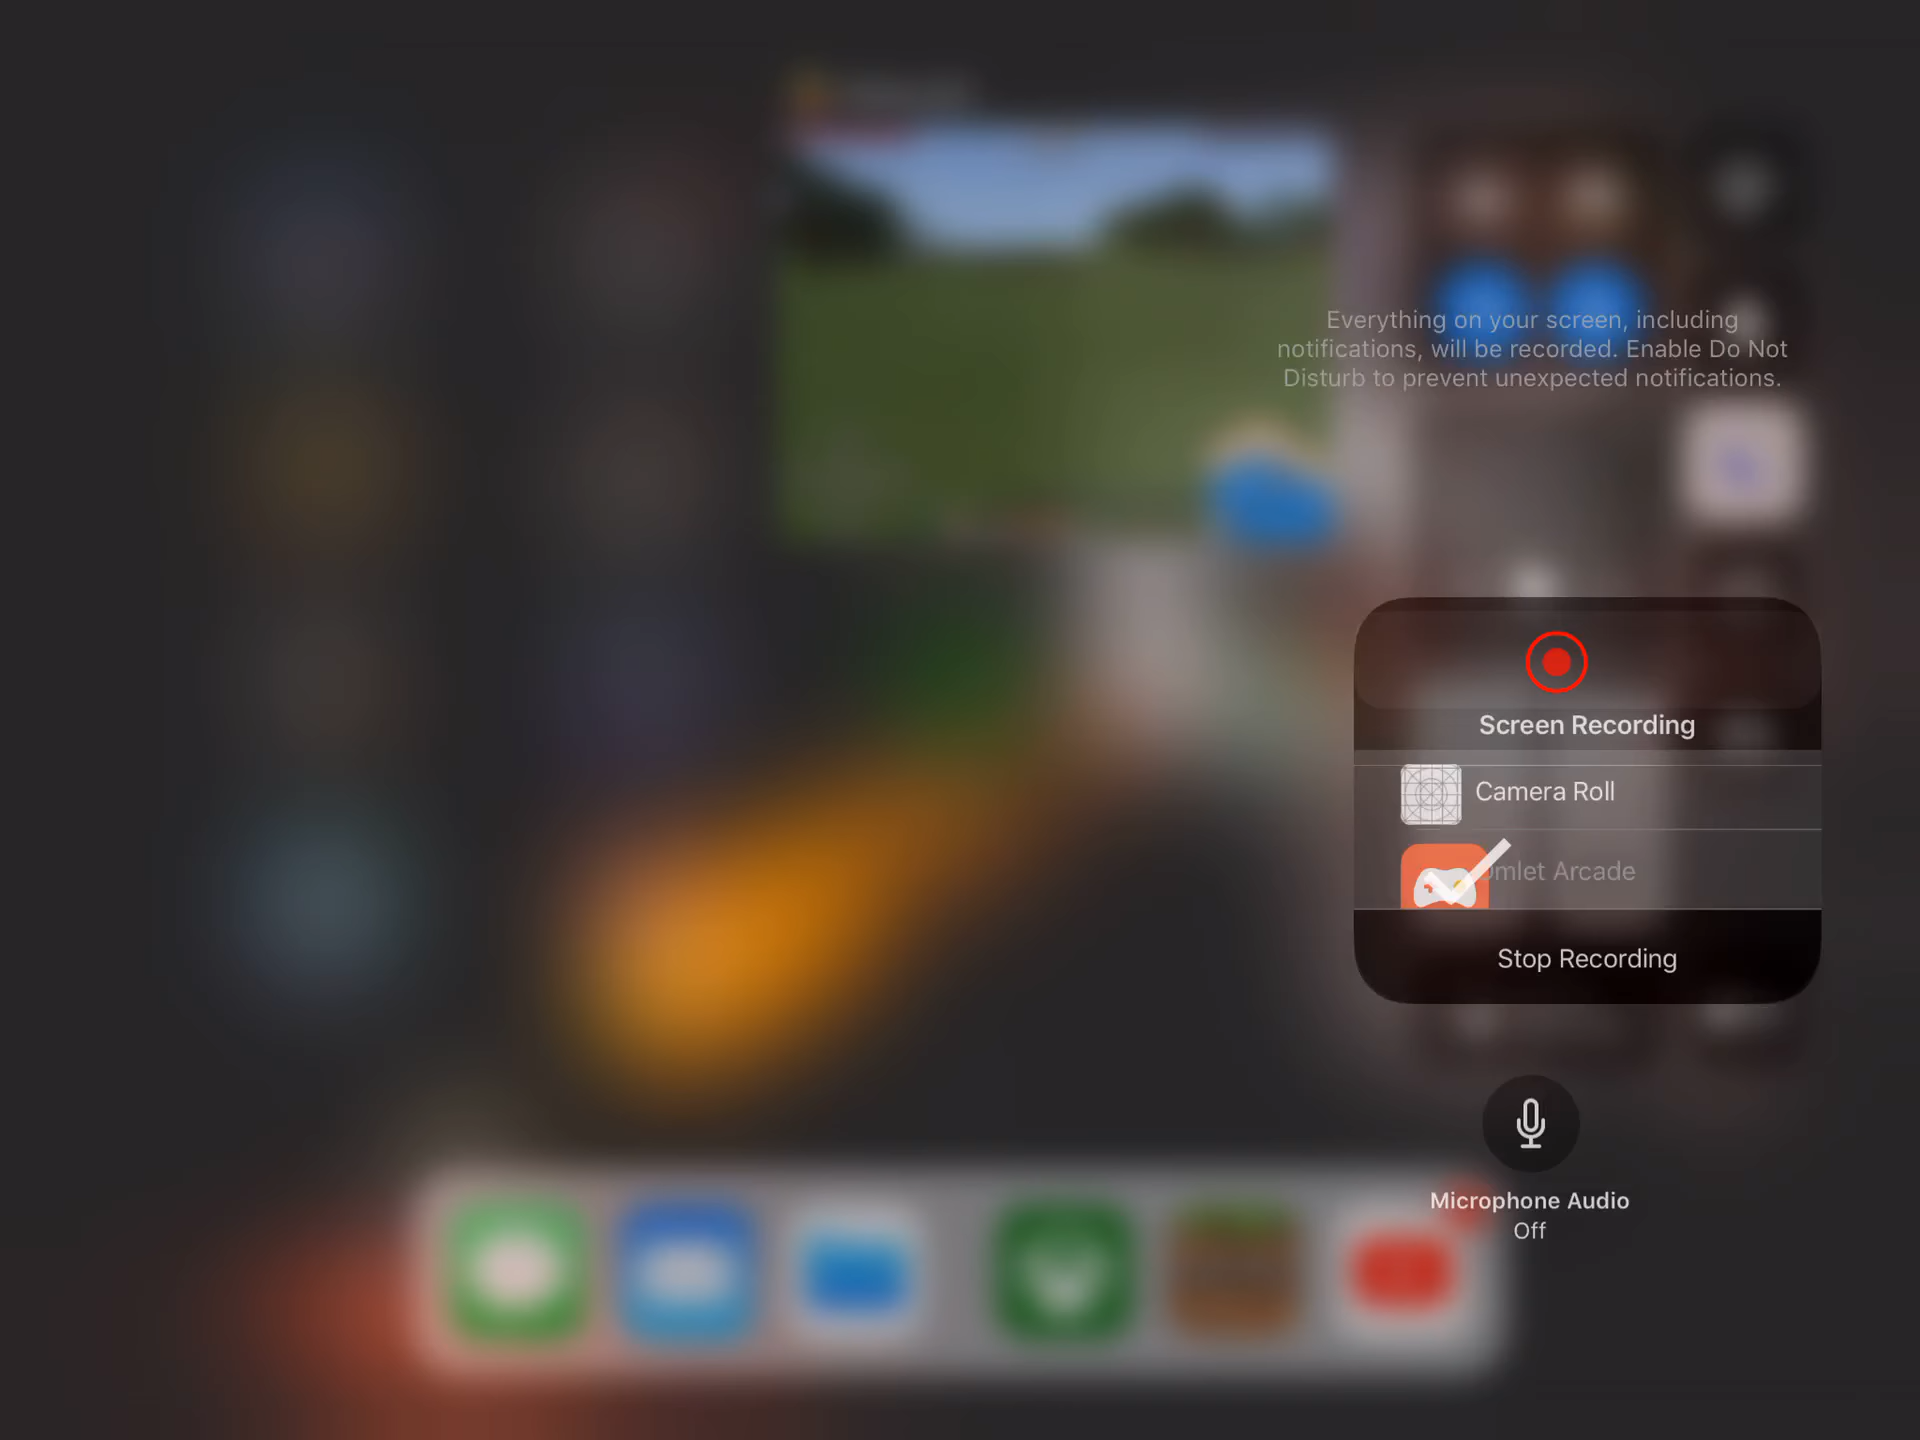 Everything on your screen, including
notifications, will be recorded. Enable Do Not
Disturb to prevent unexpected notifications.
Screen Recording
Camera Roll
mlet Arcade
Stop Recording
Microphone Audio
Off